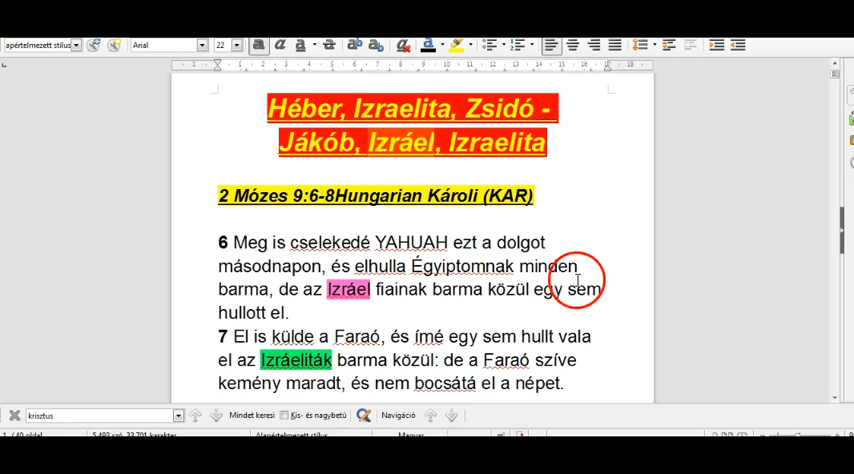 apértelmezett stílus Arial 22
Héber, Izraelita, Zsidó -
Jákób, Izráel, Izraelita
2 Mózes 9:6-8Hungarian Károli (KAR)
6 Meg is cselekedé YAHUAH ezt a dolgot
másodnapon, és elhulla Égyiptomnak minden
barma, de az Izráel fiainak barma közül egy sem
hullott el.
7 El is külde a Faraó, és ímé egy sem hullt vala
el az Izráeliták barma közül: de a Faraó szíve
kemény maradt, és nem bocsátá el a népet.
krisztus Mindet keresi Kis- és nagybetű Navigáció